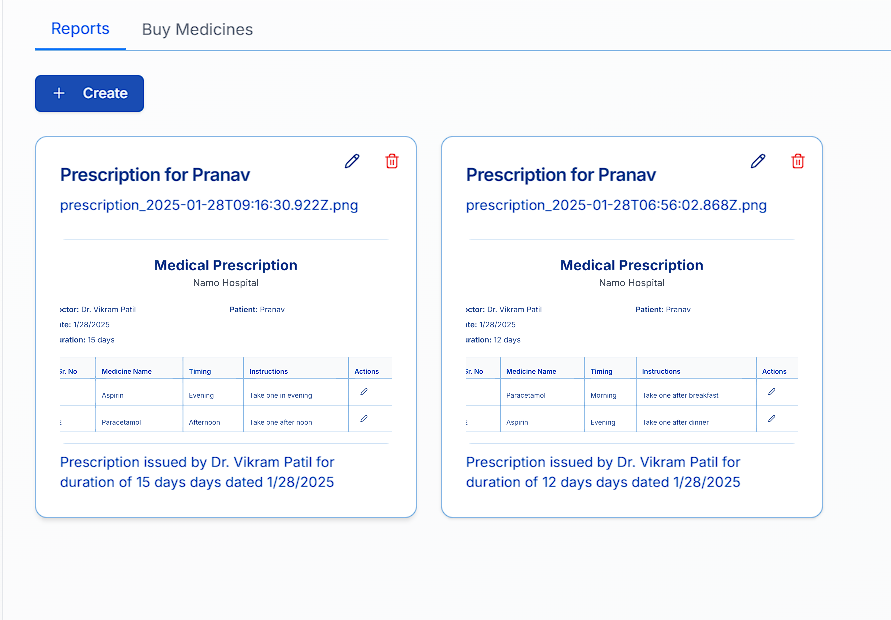 Reports
Buy Medicines
+ Create
Prescription for Pranav
prescription_2025-01-28T09:16:30.922Z.png
Medical Prescription
Namo Hospital
octor: Dr. Vikram Patil
Patient: Pranav
ate: 1/28/2025
uration: 15 days
Sr. No Medicine Name Timing Instructions Actions
Aspirin Evening Take one in evening
Paracetamol Afternoon Take one after noon
Prescription issued by Dr. Vikram Patil for
duration of 15 days days dated 1/28/2025
Prescription for Pranav
prescription_2025-01-28T06:56:02.868Z.png
Medical Prescription
Namo Hospital
octor: Dr. Vikram Patil
Patient: Pranav
ate: 1/28/2025
uration: 12 days
Sr. No Medicine Name Timing Instructions Actions
Paracetamol Morning Take one after breakfast
Aspirin Evening Take one after dinner
Prescription issued by Dr. Vikram Patil for
duration of 12 days days dated 1/28/2025